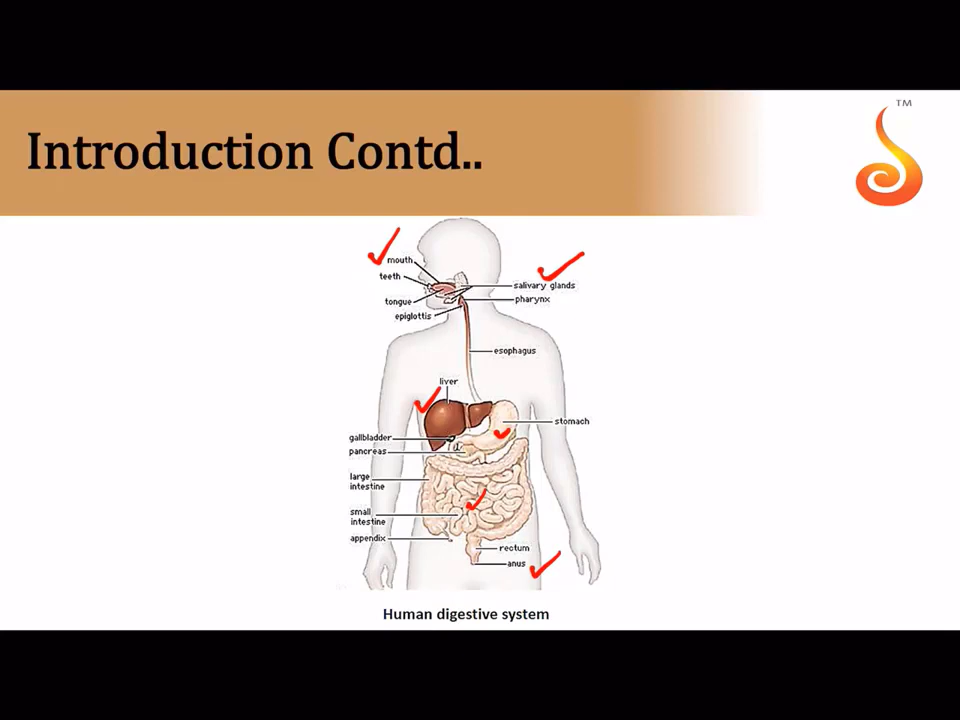 TM
Introduction Contd..
mouth
teeth
tongue
epiglottis
salivary glands
pharynx
esophagus
liver
stomach
gallbladder
pancreas
large
intestine
small
intestine
appendix
rectum
anus
Human digestive system